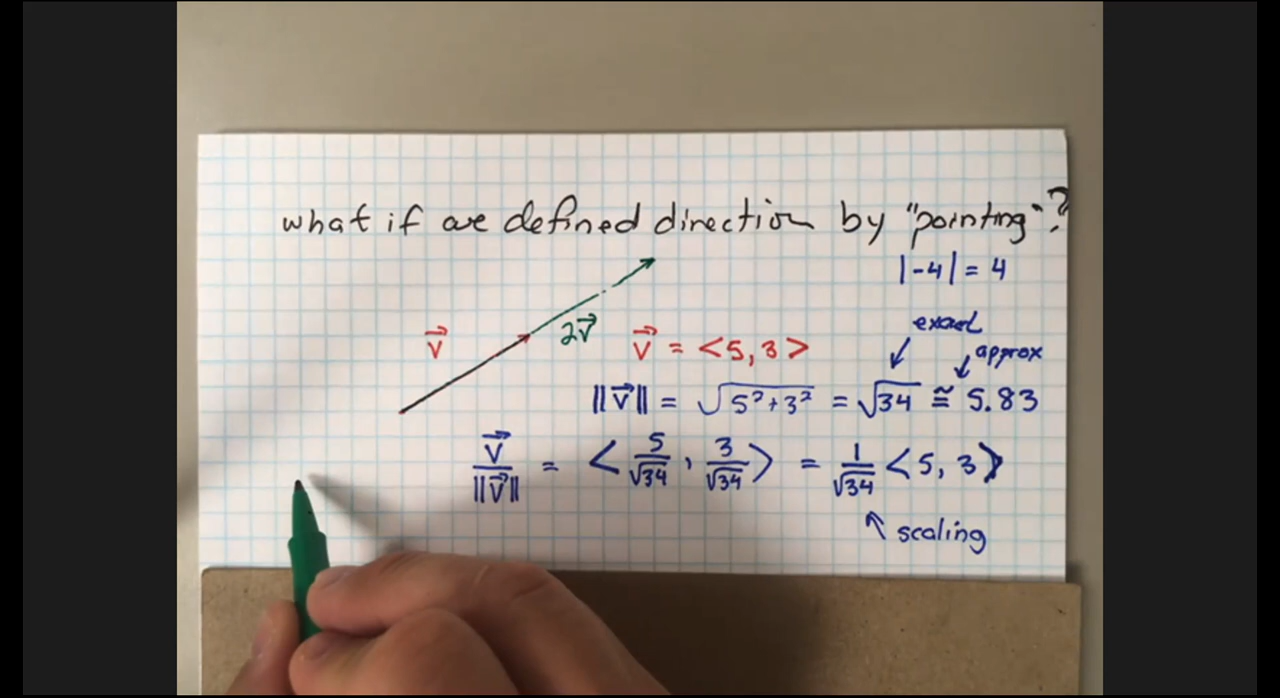 what if we defined direction by "pointing"?
|-4| = 4
exact
approx
v⃗
2v⃗
v⃗ = <5, 3>
||v⃗|| = √(5²+3²) = √34 ≅ 5.83
v⃗/||v⃗|| = <5/√34, 3/√34> = 1/√34 <5, 3>
scaling